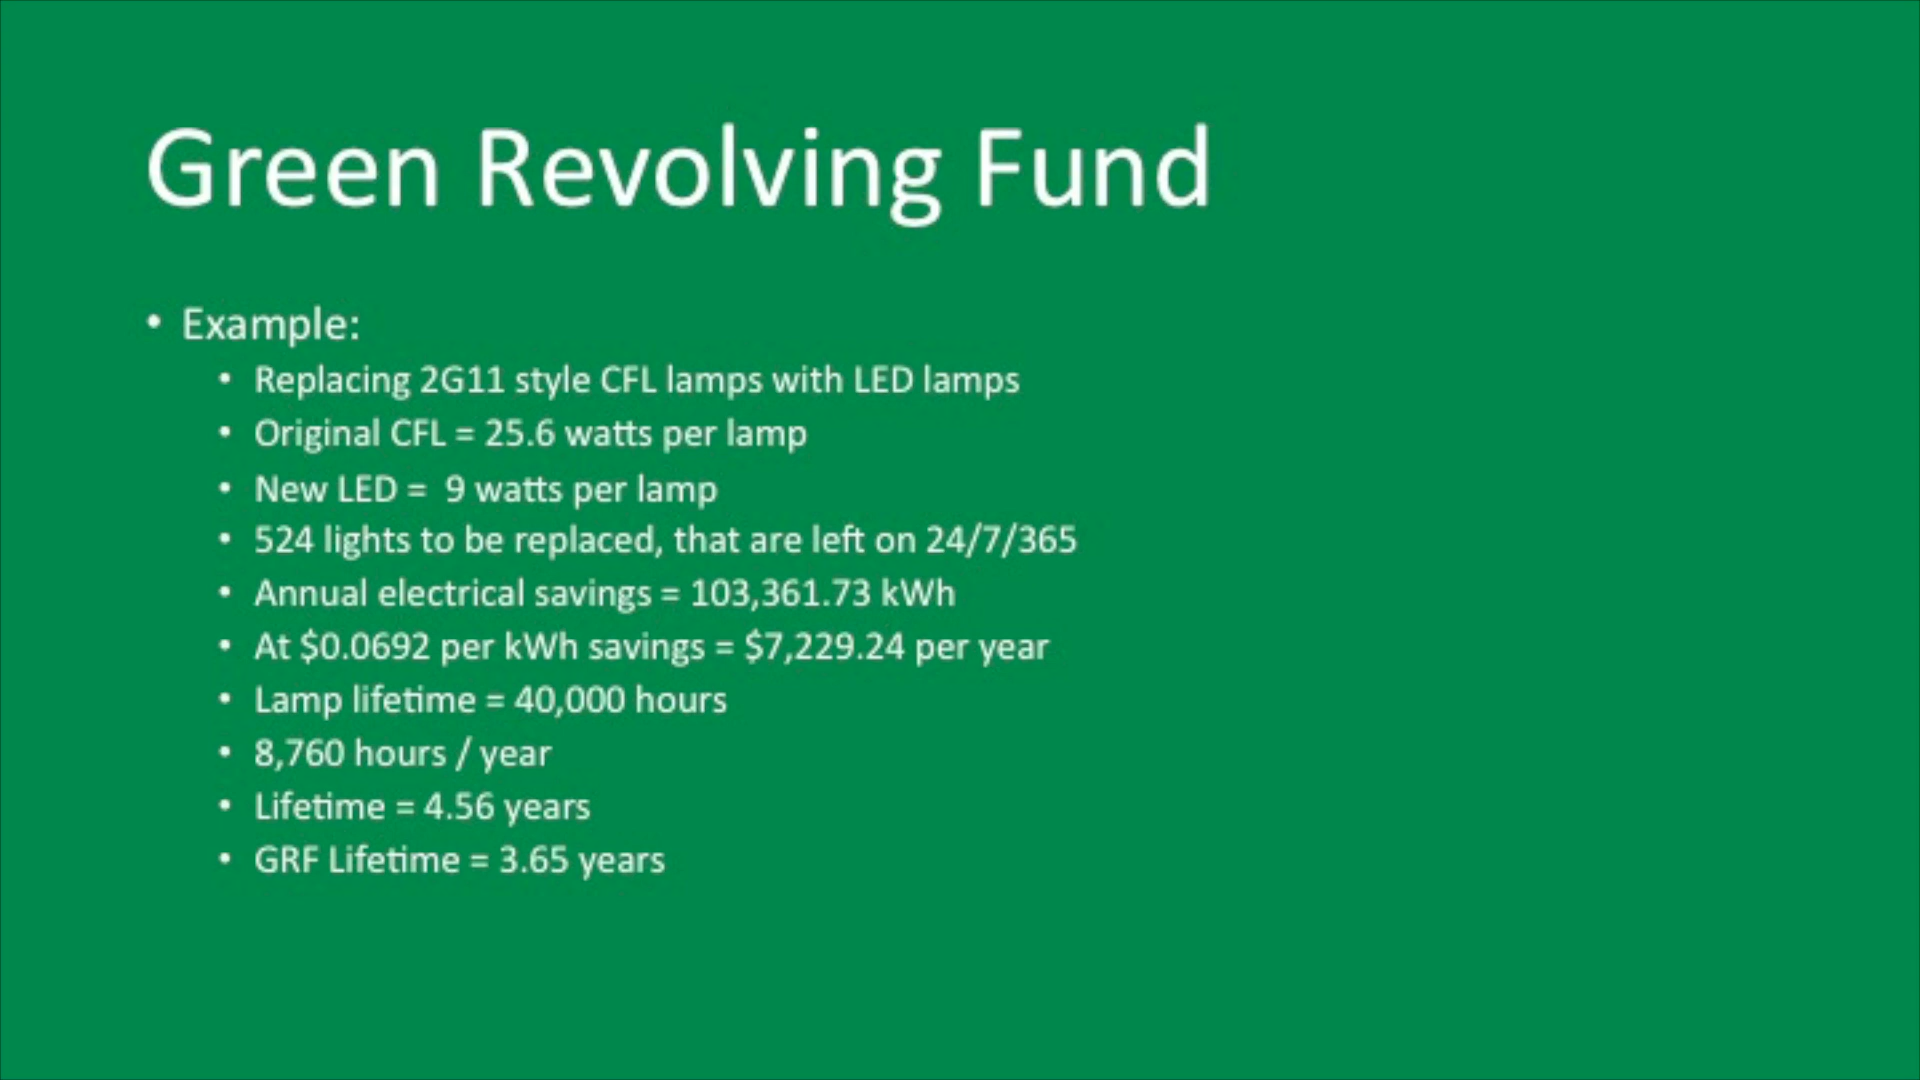 Green Revolving Fund
• Example:
• Replacing 2G11 style CFL lamps with LED lamps
• Original CFL = 25.6 watts per lamp
• New LED =  9 watts per lamp
• 524 lights to be replaced, that are left on 24/7/365
• Annual electrical savings = 103,361.73 kWh
• At $0.0692 per kWh savings = $7,229.24 per year
• Lamp lifetime = 40,000 hours
• 8,760 hours / year
• Lifetime = 4.56 years
• GRF Lifetime = 3.65 years